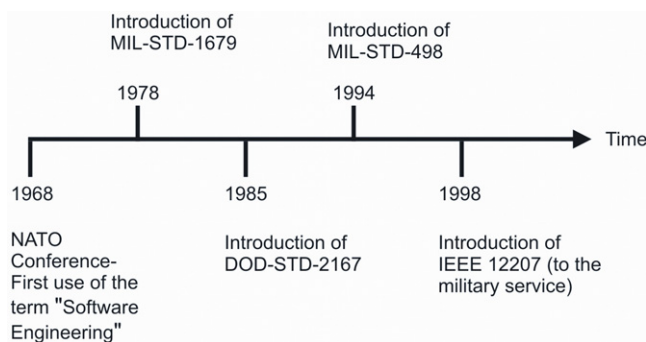 Introduction of
MIL-STD-1679
Introduction of
MIL-STD-498
1978
1994
Time
1968
1985
1998
NATO
Conference-
First use of the
term "Software
Engineering"
Introduction of
DOD-STD-2167
Introduction of
IEEE 12207 (to the
military service)